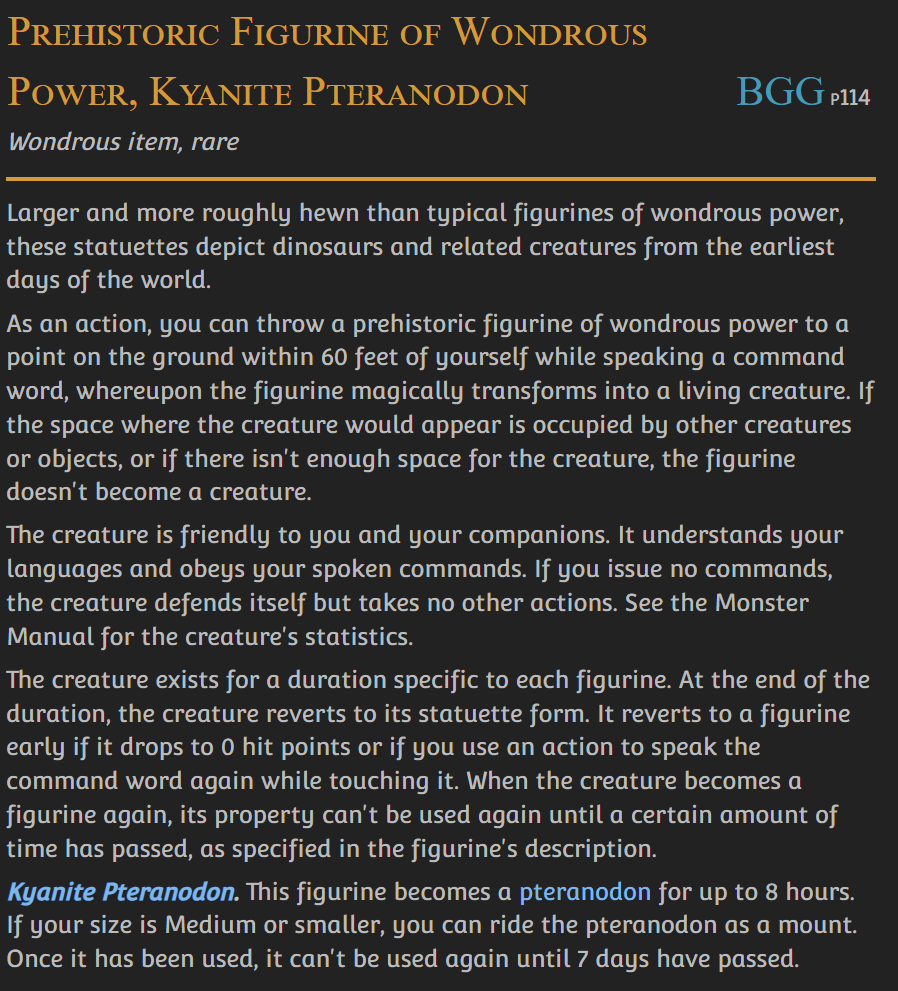 Prehistoric Figurine of Wondrous
Power, Kyanite Pteranodon BGG p114
Wondrous item, rare
Larger and more roughly hewn than typical figurines of wondrous power,
these statuettes depict dinosaurs and related creatures from the earliest
days of the world.
As an action, you can throw a prehistoric figurine of wondrous power to a
point on the ground within 60 feet of yourself while speaking a command
word, whereupon the figurine magically transforms into a living creature. If
the space where the creature would appear is occupied by other creatures
or objects, or if there isn't enough space for the creature, the figurine
doesn't become a creature.
The creature is friendly to you and your companions. It understands your
languages and obeys your spoken commands. If you issue no commands,
the creature defends itself but takes no other actions. See the Monster
Manual for the creature's statistics.
The creature exists for a duration specific to each figurine. At the end of the
duration, the creature reverts to its statuette form. It reverts to a figurine
early if it drops to 0 hit points or if you use an action to speak the
command word again while touching it. When the creature becomes a
figurine again, its property can't be used again until a certain amount of
time has passed, as specified in the figurine's description.
Kyanite Pteranodon. This figurine becomes a pteranodon for up to 8 hours.
If your size is Medium or smaller, you can ride the pteranodon as a mount.
Once it has been used, it can't be used again until 7 days have passed.